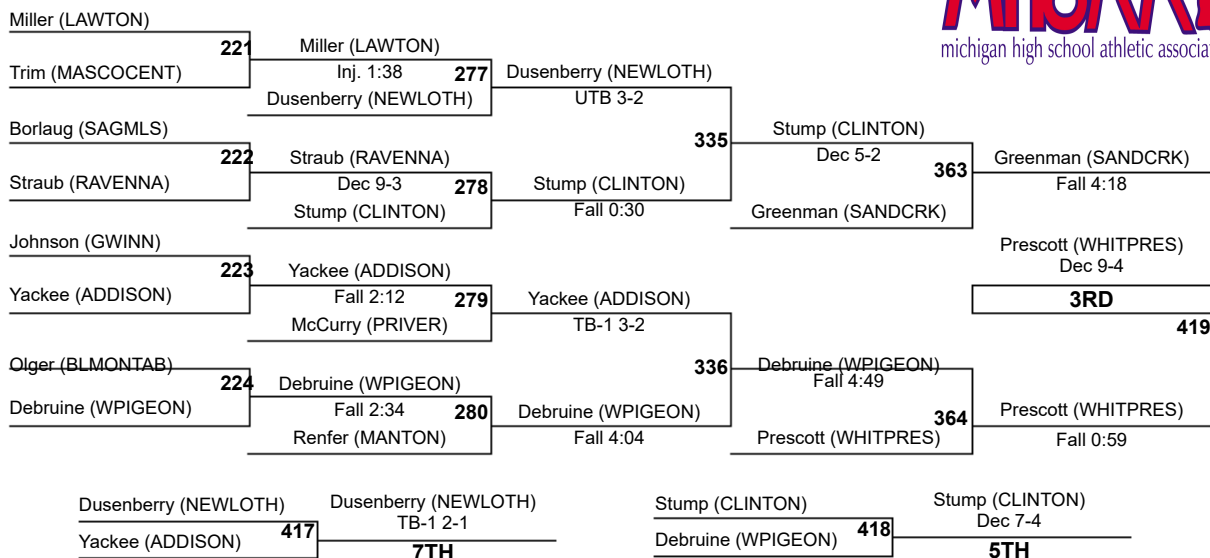 michigan high school athletic associat
Miller (LAWTON)
221
Trim (MASCOCENT)
Miller (LAWTON)
Inj. 1:38
277
Dusenberry (NEWLOTH)
Dusenberry (NEWLOTH)
UTB 3-2
Borlaug (SAGMLS)
222
Straub (RAVENNA)
Straub (RAVENNA)
Dec 9-3
278
Stump (CLINTON)
Stump (CLINTON)
Fall 0:30
335
Stump (CLINTON)
Dec 5-2
363
Greenman (SANDCRK)
Greenman (SANDCRK)
Fall 4:18
Johnson (GWINN)
223
Yackee (ADDISON)
Yackee (ADDISON)
Fall 2:12
279
McCurry (PRIVER)
Yackee (ADDISON)
TB-1 3-2
Prescott (WHITPRES)
Dec 9-4
3RD
419
Olger (BLMONTAB)
224
Debruine (WPIGEON)
Debruine (WPIGEON)
Fall 2:34
280
Renfer (MANTON)
Debruine (WPIGEON)
Fall 4:04
336
Debruine (WPIGEON)
Fall 4:49
364
Prescott (WHITPRES)
Prescott (WHITPRES)
Fall 0:59
Dusenberry (NEWLOTH)
417
Yackee (ADDISON)
Dusenberry (NEWLOTH)
TB-1 2-1
7TH
Stump (CLINTON)
418
Debruine (WPIGEON)
Stump (CLINTON)
Dec 7-4
5TH